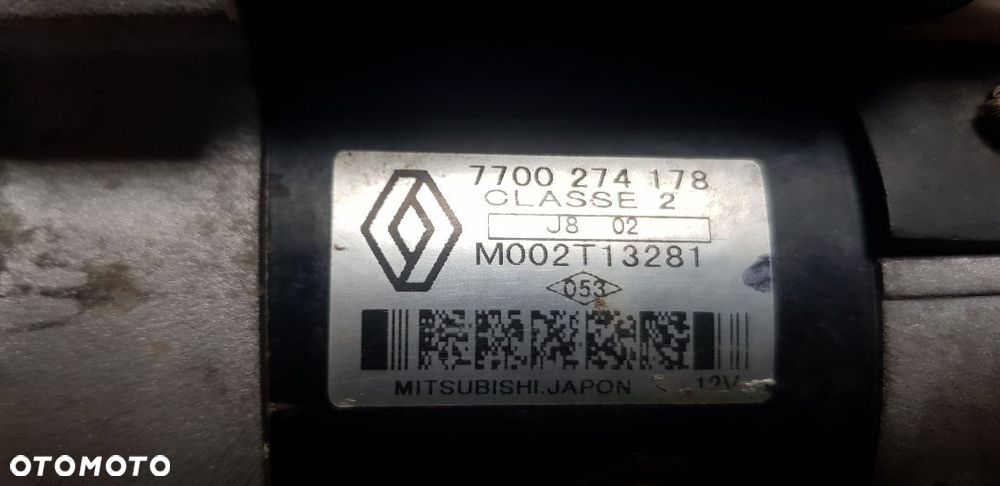 7700 274 178
CLASSE 2
J8 02
M002T13281
053
MITSUBISHI.JAPON 12V
OTOMOTO